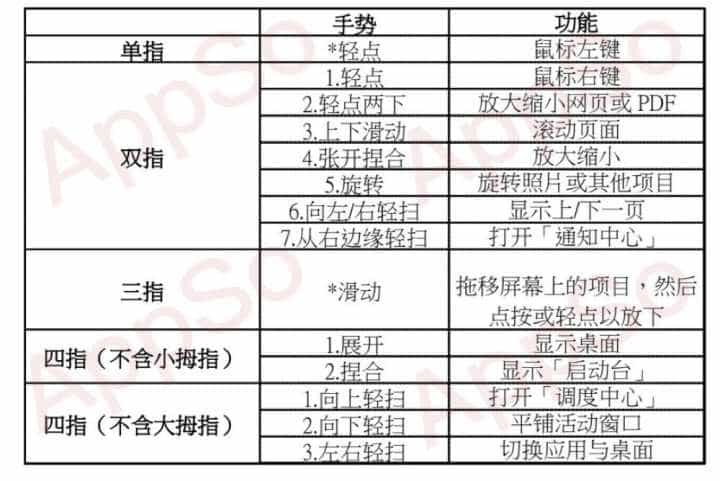 手势 功能
单指 *轻点 鼠标左键
双指 1.轻点 鼠标右键
2.轻点两下 放大缩小网页或 PDF
3.上下滑动 滚动页面
4.张开捏合 放大缩小
5.旋转 旋转照片或其他项目
6.向左/右轻扫 显示上/下一页
7.从右边缘轻扫 打开「通知中心」
三指 *滑动 拖移屏幕上的项目，然后
点按或轻点以放下
四指（不含小拇指） 1.展开 显示桌面
2.捏合 显示「启动台」
四指（不含大拇指） 1.向上轻扫 打开「调度中心」
2.向下轻扫 平铺活动窗口
3.左右轻扫 切换应用与桌面
AppSo
AppSo
AppSo
AppSo